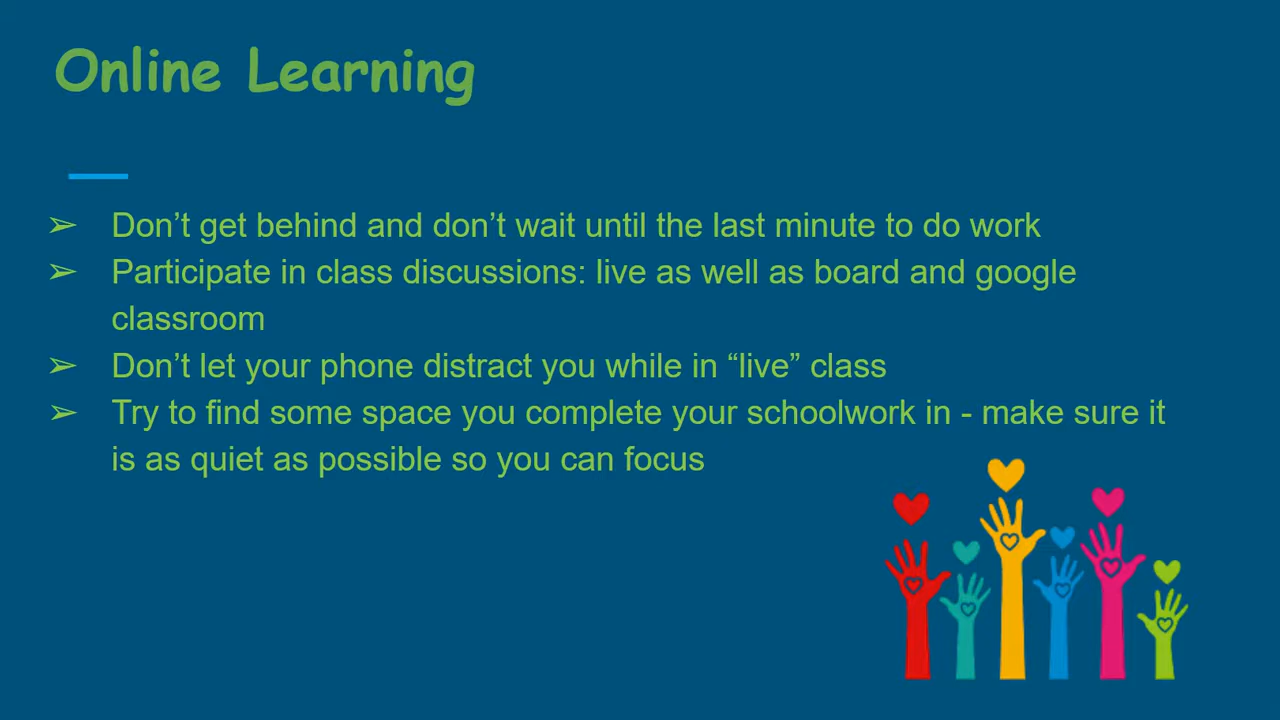 Online Learning
➢ Don’t get behind and don’t wait until the last minute to do work
➢ Participate in class discussions: live as well as board and google
classroom
➢ Don’t let your phone distract you while in “live” class
➢ Try to find some space you complete your schoolwork in - make sure it
is as quiet as possible so you can focus